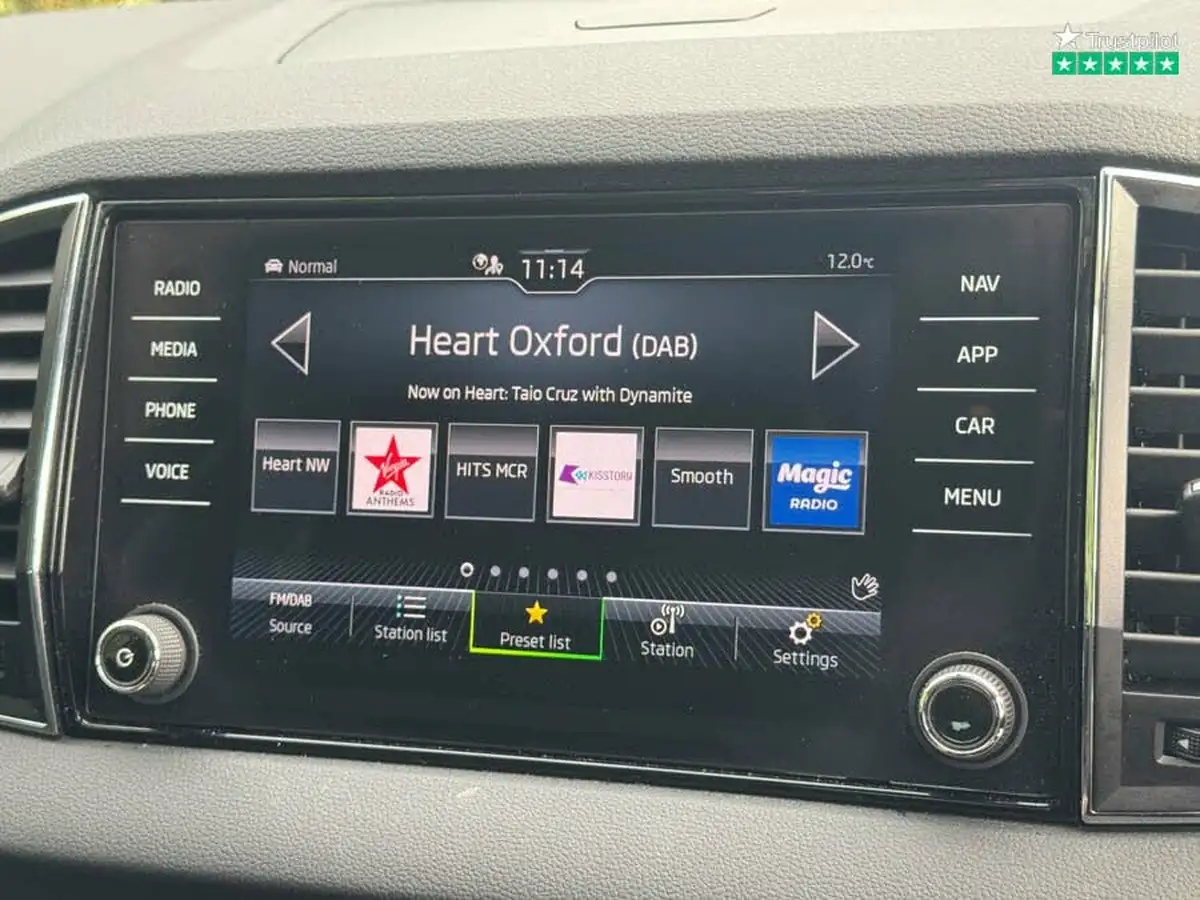 Trustpilot
Normal
11:14
12.0°C
RADIO
MEDIA
PHONE
VOICE
Heart Oxford (DAB)
Now on Heart: Taio Cruz with Dynamite
Heart NW
Virgin
RADIO
ANTHEMS
HITS MCR
KISSTORY
Smooth
Magic
RADIO
FM/DAB
Source
Station list
Preset list
Station
Settings
NAV
APP
CAR
MENU